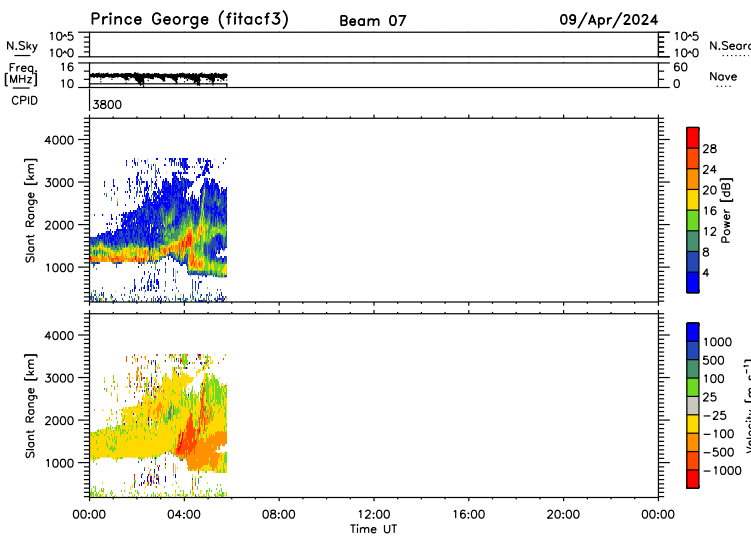 Prince George (fitacf3) Beam 07 09/Apr/2024
N.Sky 10^5 10^0 10^5 10^0 N.Searc
Freq. [MHz] 16 10 60 0 Nave
CPID 3800
Slant Range [km] 4000 3000 2000 1000
Power [dB] 28 24 20 16 12 8 4
Slant Range [km] 4000 3000 2000 1000
Velocity [m s^-1] 1000 500 100 25 -25 -100 -500 -1000
00:00 04:00 08:00 12:00 16:00 20:00 00:00
Time UT